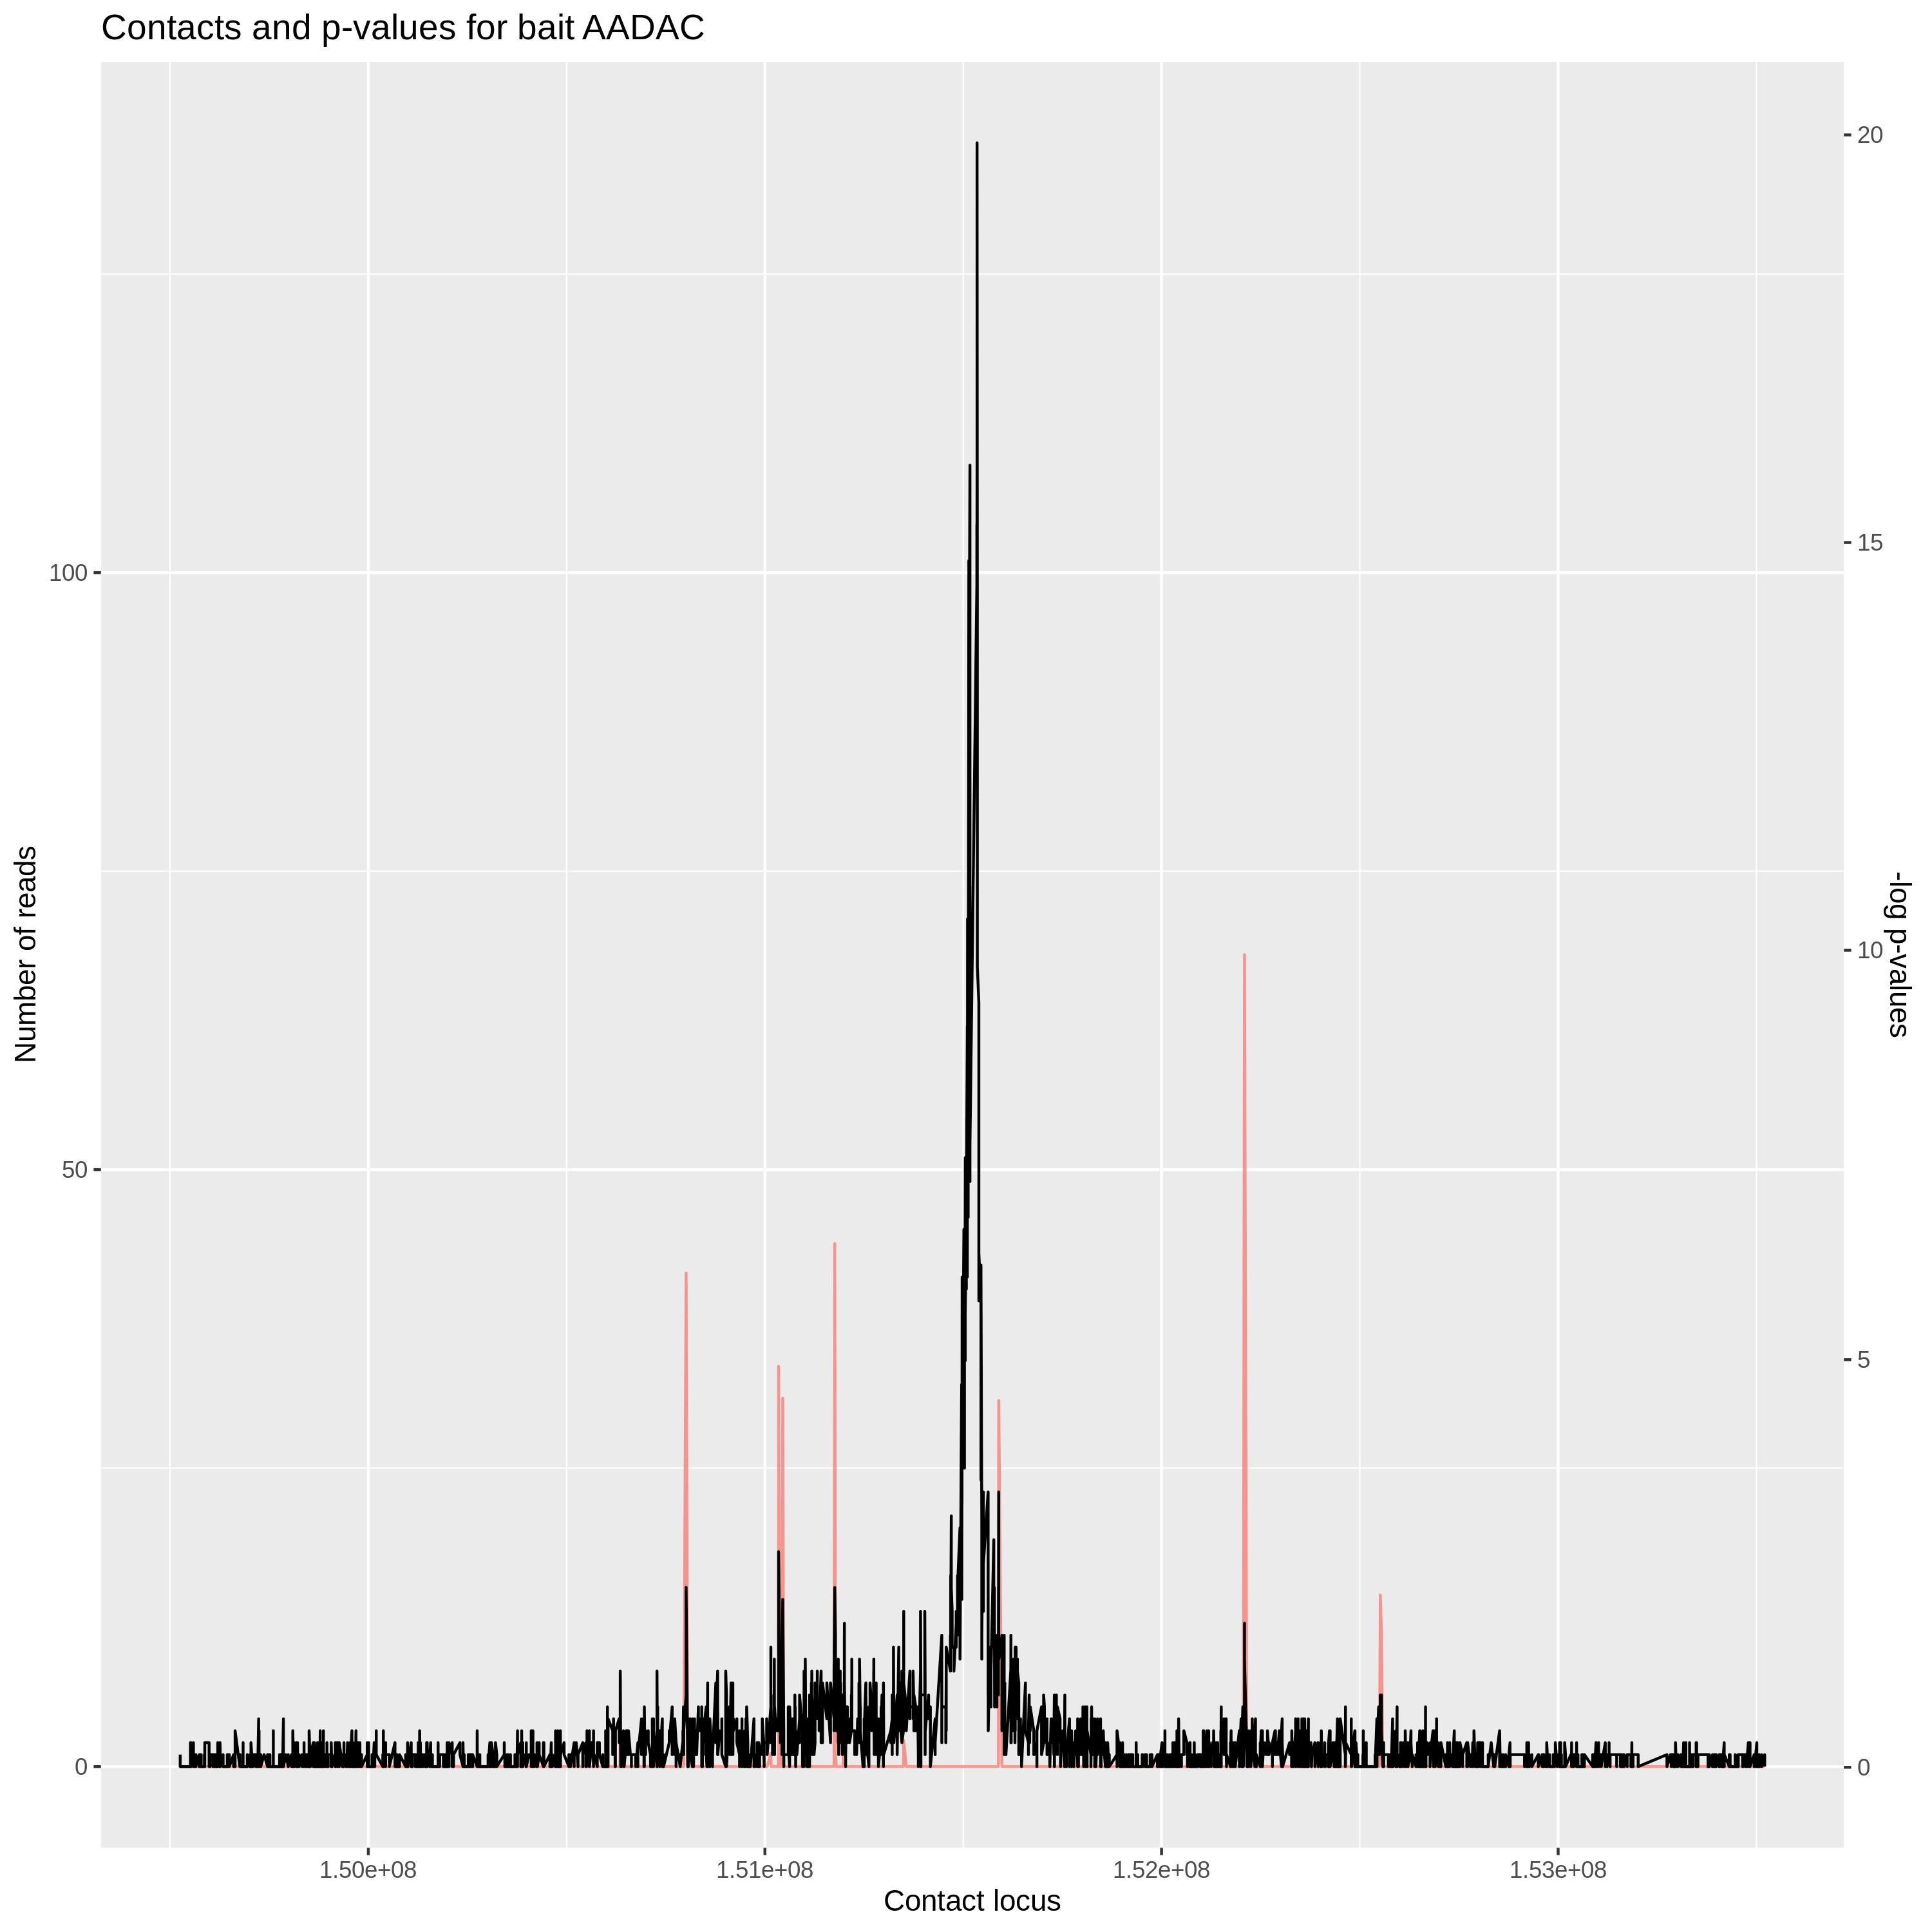 Contacts and p-values for bait AADAC
20
15
100
10
50
5
0
0
Number of reads
-log p-values
1.50e+08
1.51e+08
1.52e+08
1.53e+08
Contact locus